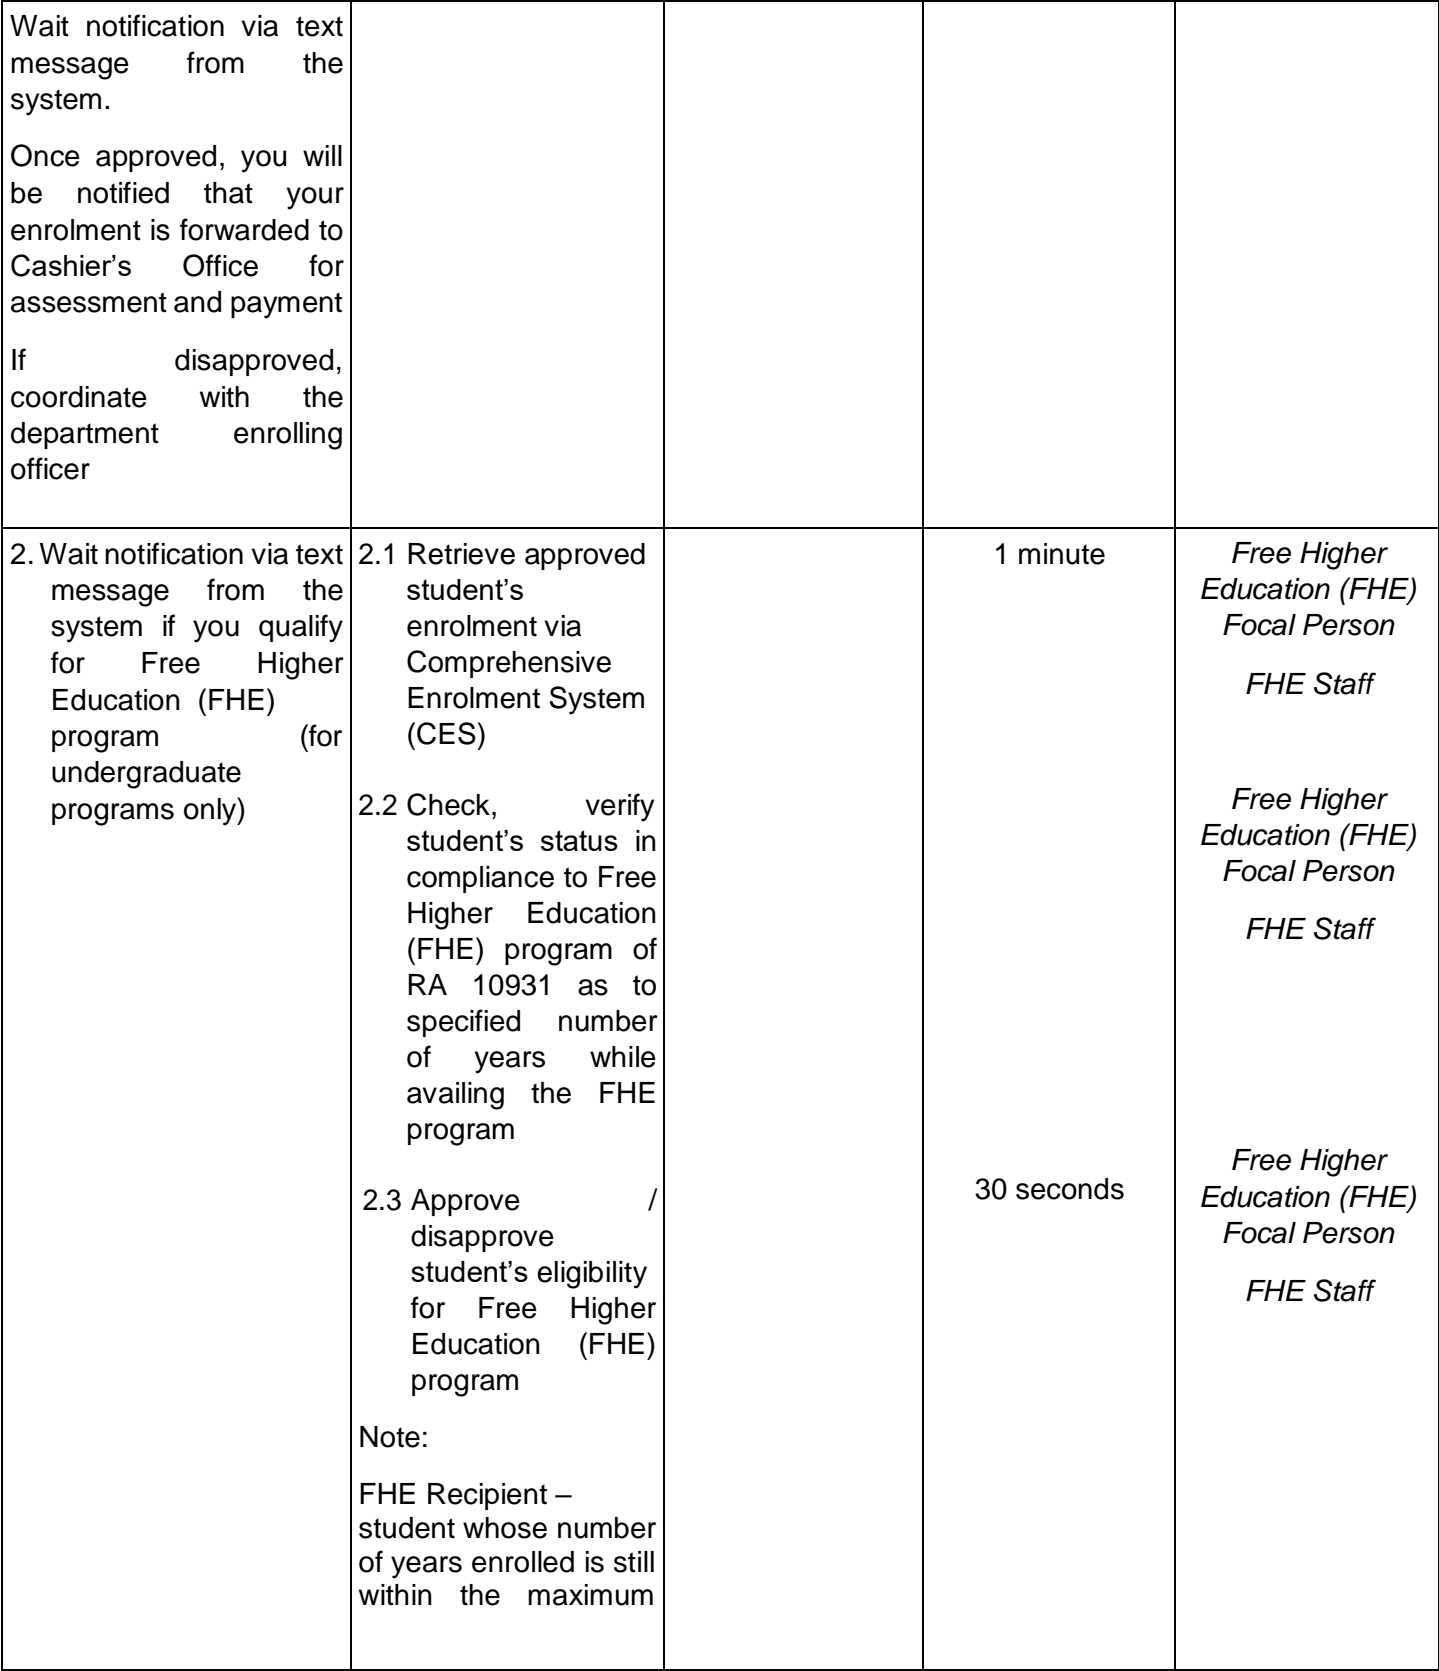 Wait notification via text
message from the
system.
Once approved, you will
be notified that your
enrolment is forwarded to
Cashier’s Office for
assessment and payment
If disapproved,
coordinate with the
department enrolling
officer
2. Wait notification via text
message from the
system if you qualify
for Free Higher
Education (FHE)
program (for
undergraduate
programs only)
2.1 Retrieve approved
student’s
enrolment via
Comprehensive
Enrolment System
(CES)
2.2 Check, verify
student’s status in
compliance to Free
Higher Education
(FHE) program of
RA 10931 as to
specified number
of years while
availing the FHE
program
2.3 Approve /
disapprove
student’s eligibility
for Free Higher
Education (FHE)
program
Note:
FHE Recipient –
student whose number
of years enrolled is still
within the maximum
1 minute
30 seconds
Free Higher
Education (FHE)
Focal Person
FHE Staff
Free Higher
Education (FHE)
Focal Person
FHE Staff
Free Higher
Education (FHE)
Focal Person
FHE Staff